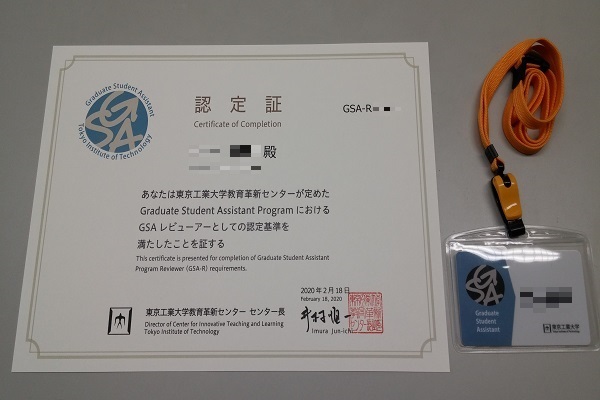 Graduate Student Assistant
GSA
Tokyo Institute of Technology
認定証
Certificate of Completion
GSA-R
殿
あなたは東京工業大学教育革新センターが定めた
Graduate Student Assistant Program における
GSA レビューアーとしての認定基準を
満たしたことを証する
This certificate is presented for completion of Graduate Student Assistant
Program Reviewer (GSA-R) requirements.
2020年2月18日
February 18, 2020
東京工業大学教育革新センター センター長
Director of Center for Innovative Teaching and Learning
Tokyo Institute of Technology
Imura Jun-ichi
GSA
Graduate
Student
Assistant
東京工業大学